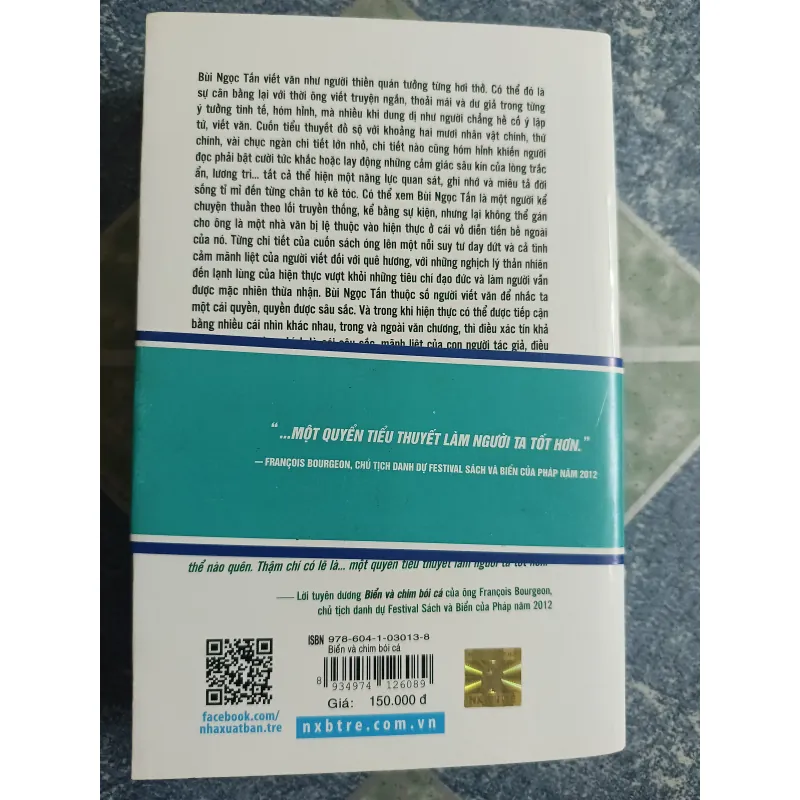 Bùi Ngọc Tấn viết văn như người thiền quán tưởng từng hơi thở. Có thể đó là
sự cân bằng lại với thời ông viết truyện ngắn, thoải mái và dư giả trong từng
ý tưởng tinh tế, hóm hỉnh, mà nhiều khi dung dị như người chẳng hề cố ý lập
tứ, viết văn. Cuốn tiểu thuyết đồ sộ với khoảng hai mươi nhân vật chính, thứ
chính, vài chục ngàn chi tiết lớn nhỏ, chi tiết nào cũng hóm hỉnh khiến người
đọc phải bật cười tức khắc hoặc lay động những cảm giác sâu kín của lòng trắc
ẩn, lương tri... tất cả thể hiện một năng lực quan sát, ghi nhớ và miêu tả đời
sống tỉ mỉ đến từng chân tơ kẽ tóc. Có thể xem Bùi Ngọc Tấn là một người kể
chuyện thuần theo lối truyền thống, kể bằng sự kiện, nhưng lại không thể gán
cho ông là một nhà văn bị lệ thuộc vào hiện thực ở cái vỏ diễn tiến bề ngoài
của nó. Từng chi tiết của cuốn sách óng lên một nỗi suy tư day dứt và cả tình
cảm mãnh liệt của người viết đối với quê hương, với những nghịch lý thản nhiên
đến lạnh lùng của hiện thực vượt khỏi những tiêu chí đạo đức và làm người vẫn
được mặc nhiên thừa nhận. Bùi Ngọc Tấn thuộc số người viết văn để nhắc ta
một cái quyền, quyền được sâu sắc. Và trong khi hiện thực có thể được tiếp cận
bằng nhiều cái nhìn khác nhau, trong và ngoài văn chương, thì điều xác tín khả
mãnh liệt của con người tác giả, điều
"...MỘT QUYỂN TIỂU THUYẾT LÀM NGƯỜI TA TỐT HƠN."
— FRANÇOIS BOURGEON, CHỦ TỊCH DANH DỰ FESTIVAL SÁCH VÀ BIỂN CỦA PHÁP NĂM 2012
thể nào quên. Thậm chí có lẽ là... một quyển tiểu thuyết làm người ta tốt hơn.
— Lời tuyên dương Biển và chim bói cá của ông François Bourgeon,
chủ tịch danh dự Festival Sách và Biển của Pháp năm 2012
ISBN 978-604-1-03013-8
Biển và chim bói cá
8 934974 126089
Giá: 150.000 đ
facebook.com/
nhaxuatban.tre
nxbtre.com.vn